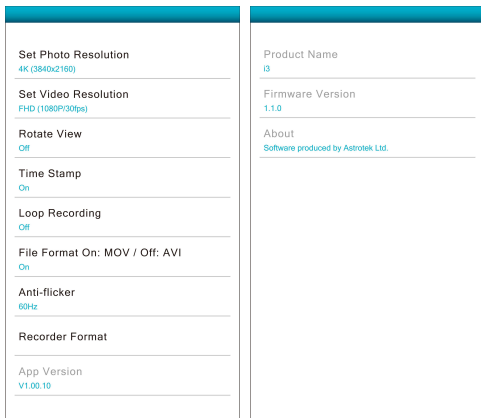 Set Photo Resolution
4K (3840x2160)
Set Video Resolution
FHD (1080P/30fps)
Rotate View
Off
Time Stamp
On
Loop Recording
Off
File Format On: MOV / Off: AVI
On
Anti-flicker
60Hz
Recorder Format
App Version
V1.00.10
Product Name
i3
Firmware Version
1.1.0
About
Software produced by Astrotek Ltd.